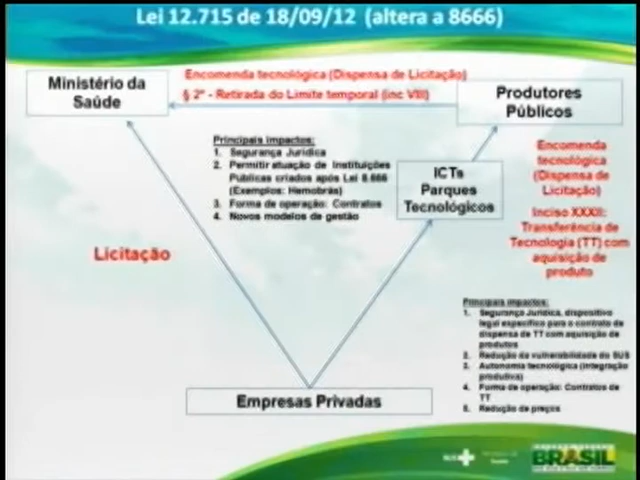 Lei 12.715 de 18/09/12 (altera a 8666)
Ministério da
Saúde
Encomenda tecnológica (Dispensa de Licitação)
§ 2º - Retirada do Limite temporal (inc VIII)
Produtores
Públicos
Principais impactos:
1. Segurança Jurídica
2. Permitir atuação de Instituições
Públicas criados após Lei 8.666
(Exemplos: Hemobrás)
3. Forma de operação: Contratos
4. Novos modelos de gestão
ICTs
Parques
Tecnológicos
Encomenda
tecnológica
(Dispensa de
Licitação)
Inciso XXXII:
Transferência de
Tecnologia (TT) com
aquisição de
produto
Licitação
Principais impactos:
1. Segurança Jurídica, dispositivo
legal específico para o contrato de
dispensa de TT com aquisição de
produtos
2. Redução da vulnerabilidade do SUS
3. Autonomia tecnológica (integração
produtiva)
4. Forma de operação: Contratos de
TT
5. Redução de preços
Empresas Privadas
SUS
BRASIL